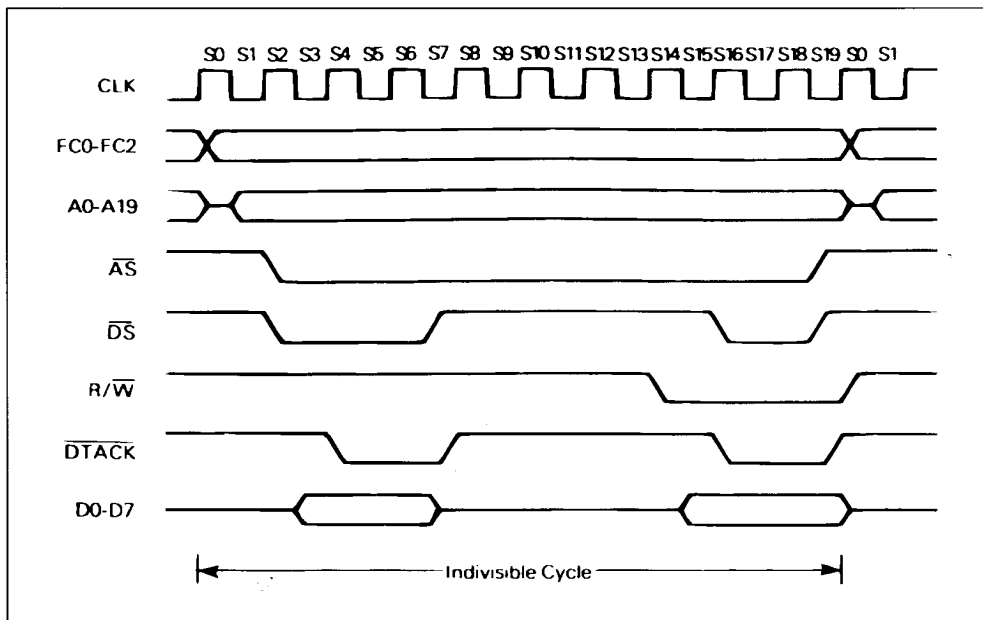 S0 S1 S2 S3 S4 S5 S6 S7 S8 S9 S10 S11 S12 S13 S14 S15 S16 S17 S18 S19 S0 S1
CLK
FC0-FC2
A0-A19
AS
DS
R/W
DTACK
D0-D7
Indivisible Cycle